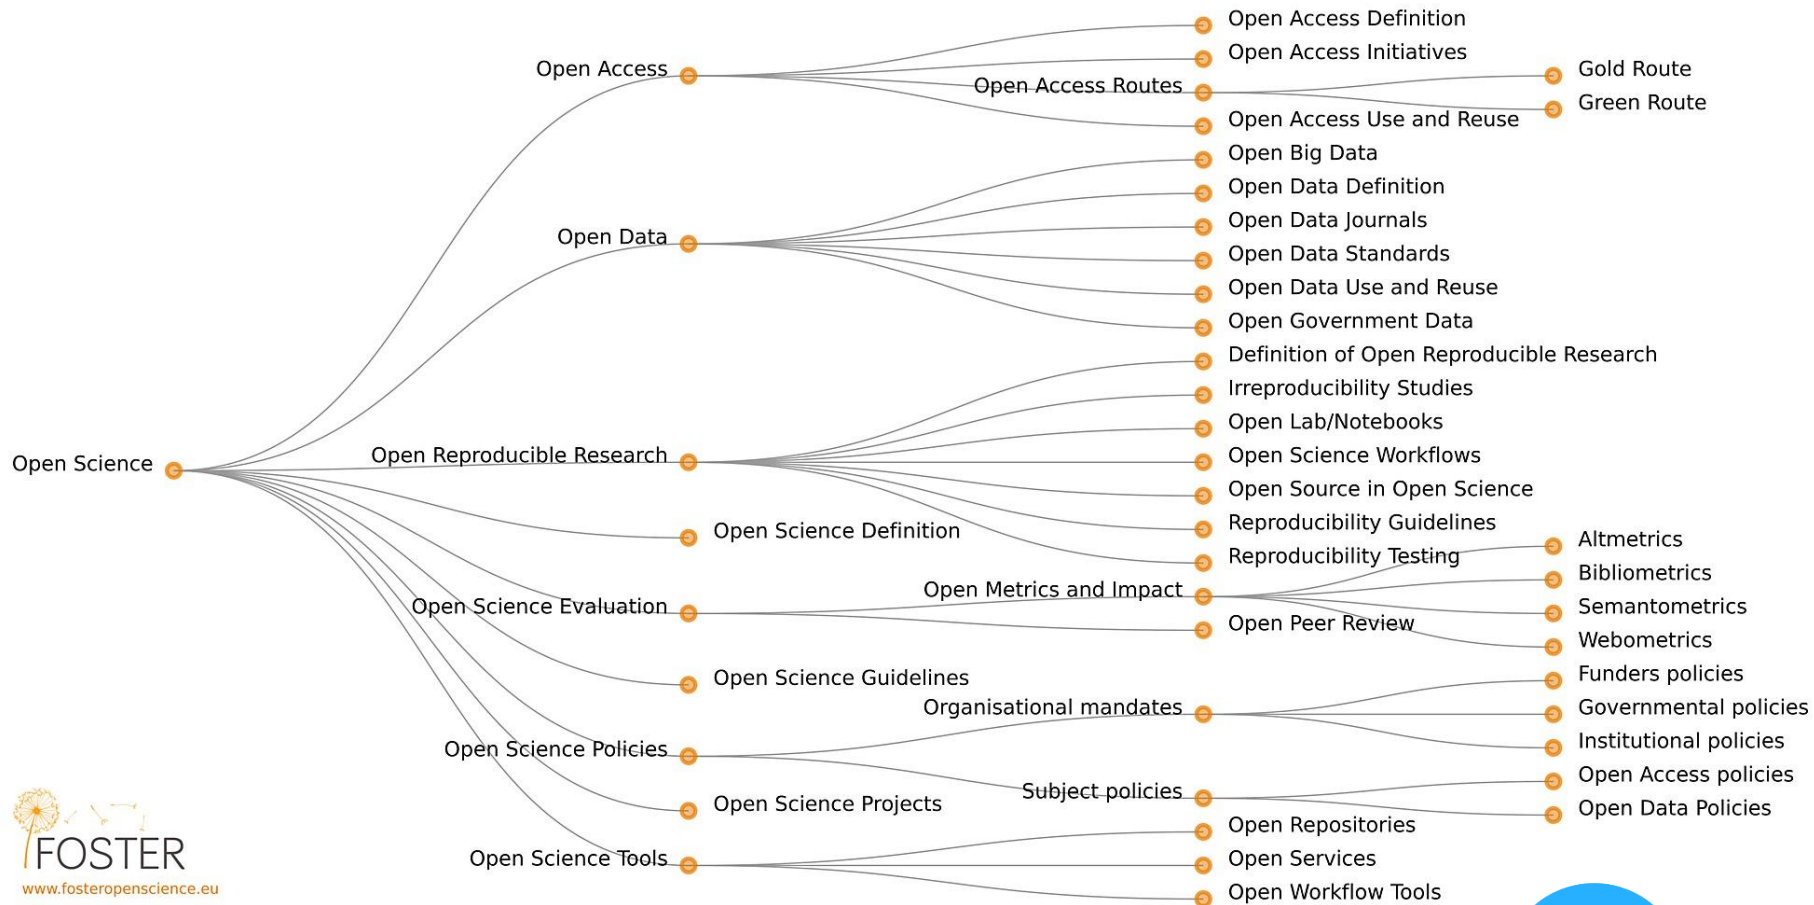 Open Science
Open Access
Open Access Definition
Open Access Initiatives
Open Access Routes
Gold Route
Green Route
Open Access Use and Reuse
Open Data
Open Big Data
Open Data Definition
Open Data Journals
Open Data Standards
Open Data Use and Reuse
Open Government Data
Open Reproducible Research
Definition of Open Reproducible Research
Irreproducibility Studies
Open Lab/Notebooks
Open Science Workflows
Open Source in Open Science
Reproducibility Guidelines
Reproducibility Testing
Open Science Definition
Open Science Evaluation
Open Metrics and Impact
Altmetrics
Bibliometrics
Semantometrics
Webometrics
Open Peer Review
Open Science Guidelines
Open Science Policies
Organisational mandates
Funders policies
Governmental policies
Institutional policies
Subject policies
Open Access policies
Open Data Policies
Open Science Projects
Open Science Tools
Open Repositories
Open Services
Open Workflow Tools
FOSTER
www.fosteropenscience.eu